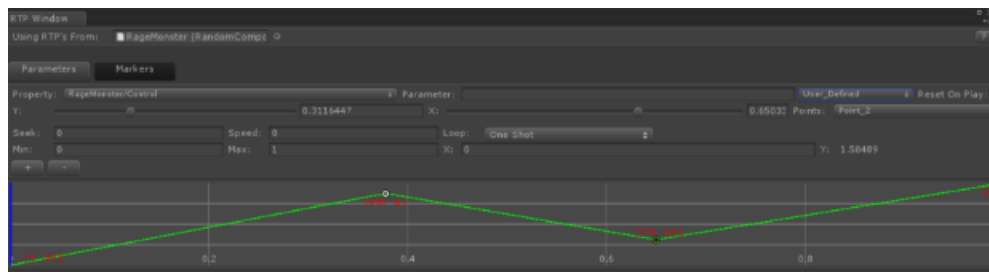 RTP Window
Using RTP's From: RageMonster (RandomCompc
Parameters Markers
Property: RageMonster/Control Parameter: User_Defined Reset On Play:
Y: 0.3116447 X: 0.65033 Points: Point_2
Seek: 0 Speed: 0 Loop: One Shot
Min: 0 Max: 1 X: 0 Y: 1.58489
+ -
0,2 0,4 0,6 0,8